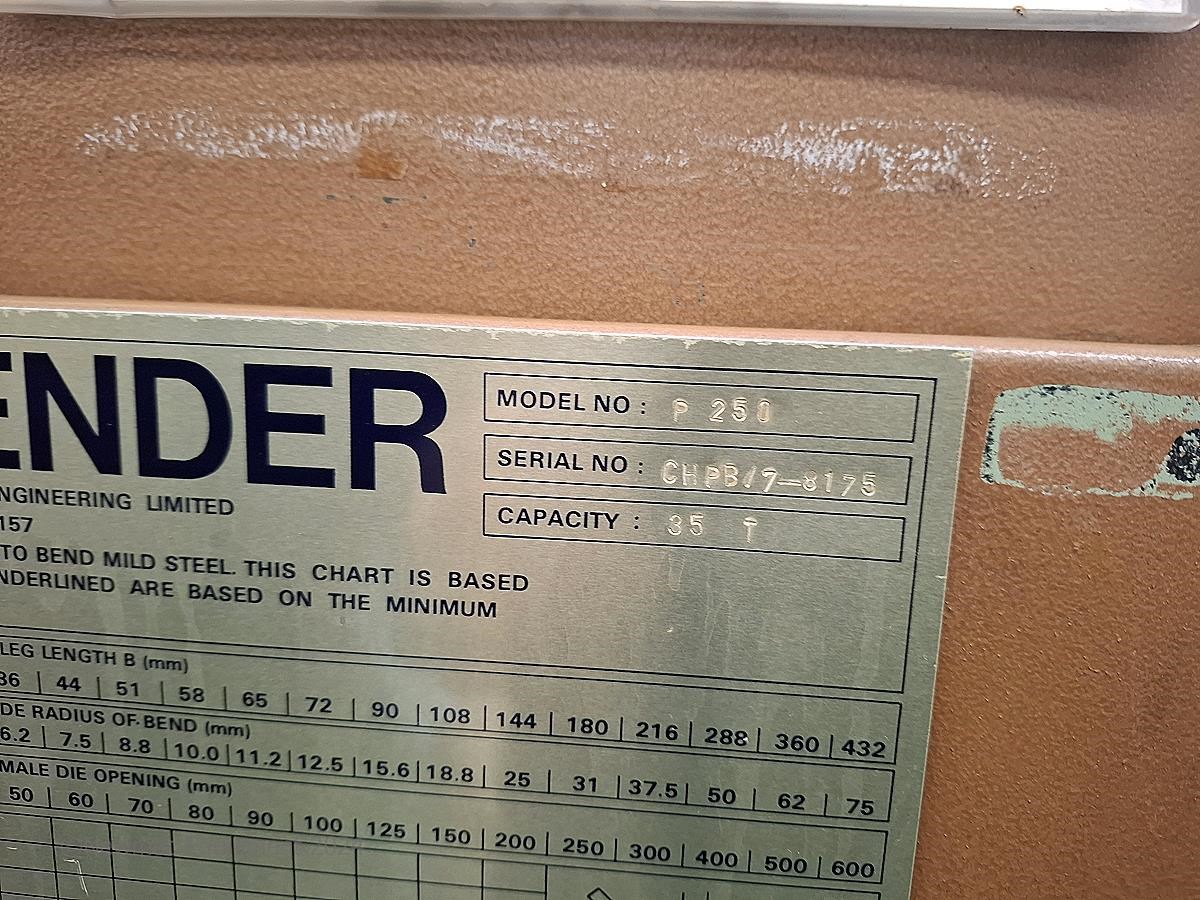 ENDER
MODEL NO : P 250
SERIAL NO : CHPB/7-8175
CAPACITY : 35 T
NGINEERING LIMITED
157
TO BEND MILD STEEL. THIS CHART IS BASED
NDERLINED ARE BASED ON THE MINIMUM
LEG LENGTH B (mm)
36 | 44 | 51 | 58 | 65 | 72 | 90 | 108 | 144 | 180 | 216 | 288 | 360 | 432
DE RADIUS OF BEND (mm)
6.2 | 7.5 | 8.8 | 10.0 | 11.2 | 12.5 | 15.6 | 18.8 | 25 | 31 | 37.5 | 50 | 62 | 75
MALE DIE OPENING (mm)
50 | 60 | 70 | 80 | 90 | 100 | 125 | 150 | 200 | 250 | 300 | 400 | 500 | 600